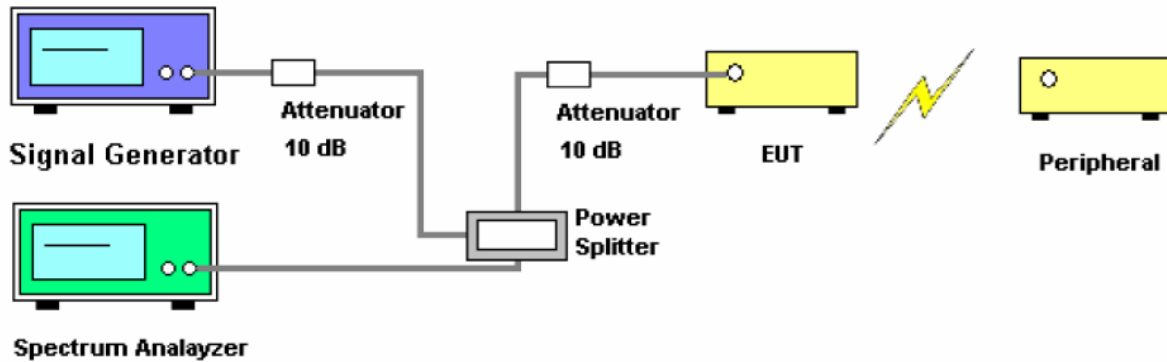 Attenuator
10 dB
Signal Generator
Attenuator
10 dB
EUT
Peripheral
Power
Splitter
Spectrum Analayzer